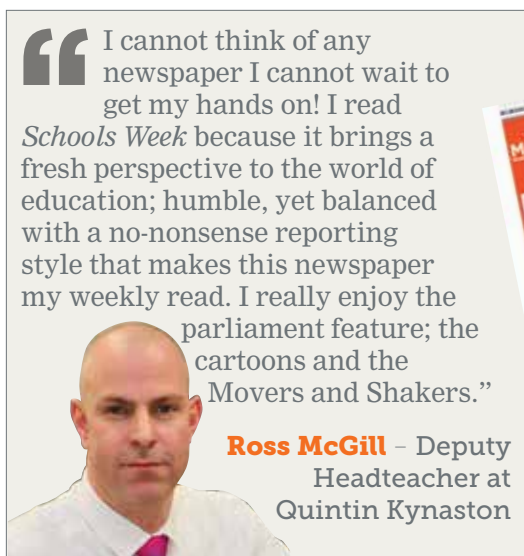 “ I cannot think of any
newspaper I cannot wait to
get my hands on! I read
Schools Week because it brings a
fresh perspective to the world of
education; humble, yet balanced
with a no-nonsense reporting
style that makes this newspaper
my weekly read. I really enjoy the
parliament feature; the
cartoons and the
Movers and Shakers.”
Ross McGill – Deputy
Headteacher at
Quintin Kynaston
M